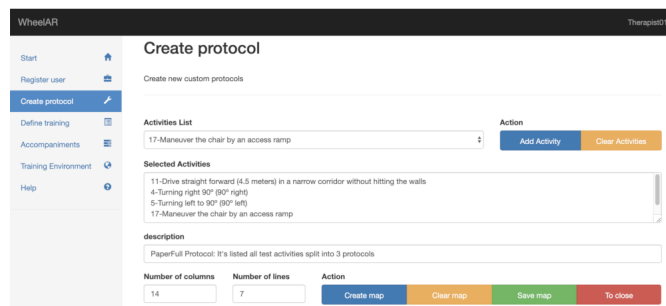 WheelAR Therapist01
Start
Register user
Create protocol
Define training
Accompaniments
Training Environment
Help
Create protocol
Create new custom protocols
Activities List Action
17-Maneuver the chair by an access ramp Add Activity Clear Activities
Selected Activities
11-Drive straight forward (4.5 meters) in a narrow corridor without hitting the walls
4-Turning right 90º (90º right)
5-Turning left to 90º (90º left)
17-Maneuver the chair by an access ramp
description
PaperFull Protocol: It's listed all test activities split into 3 protocols
Number of columns Number of lines Action
14 7 Create map Clear map Save map To close